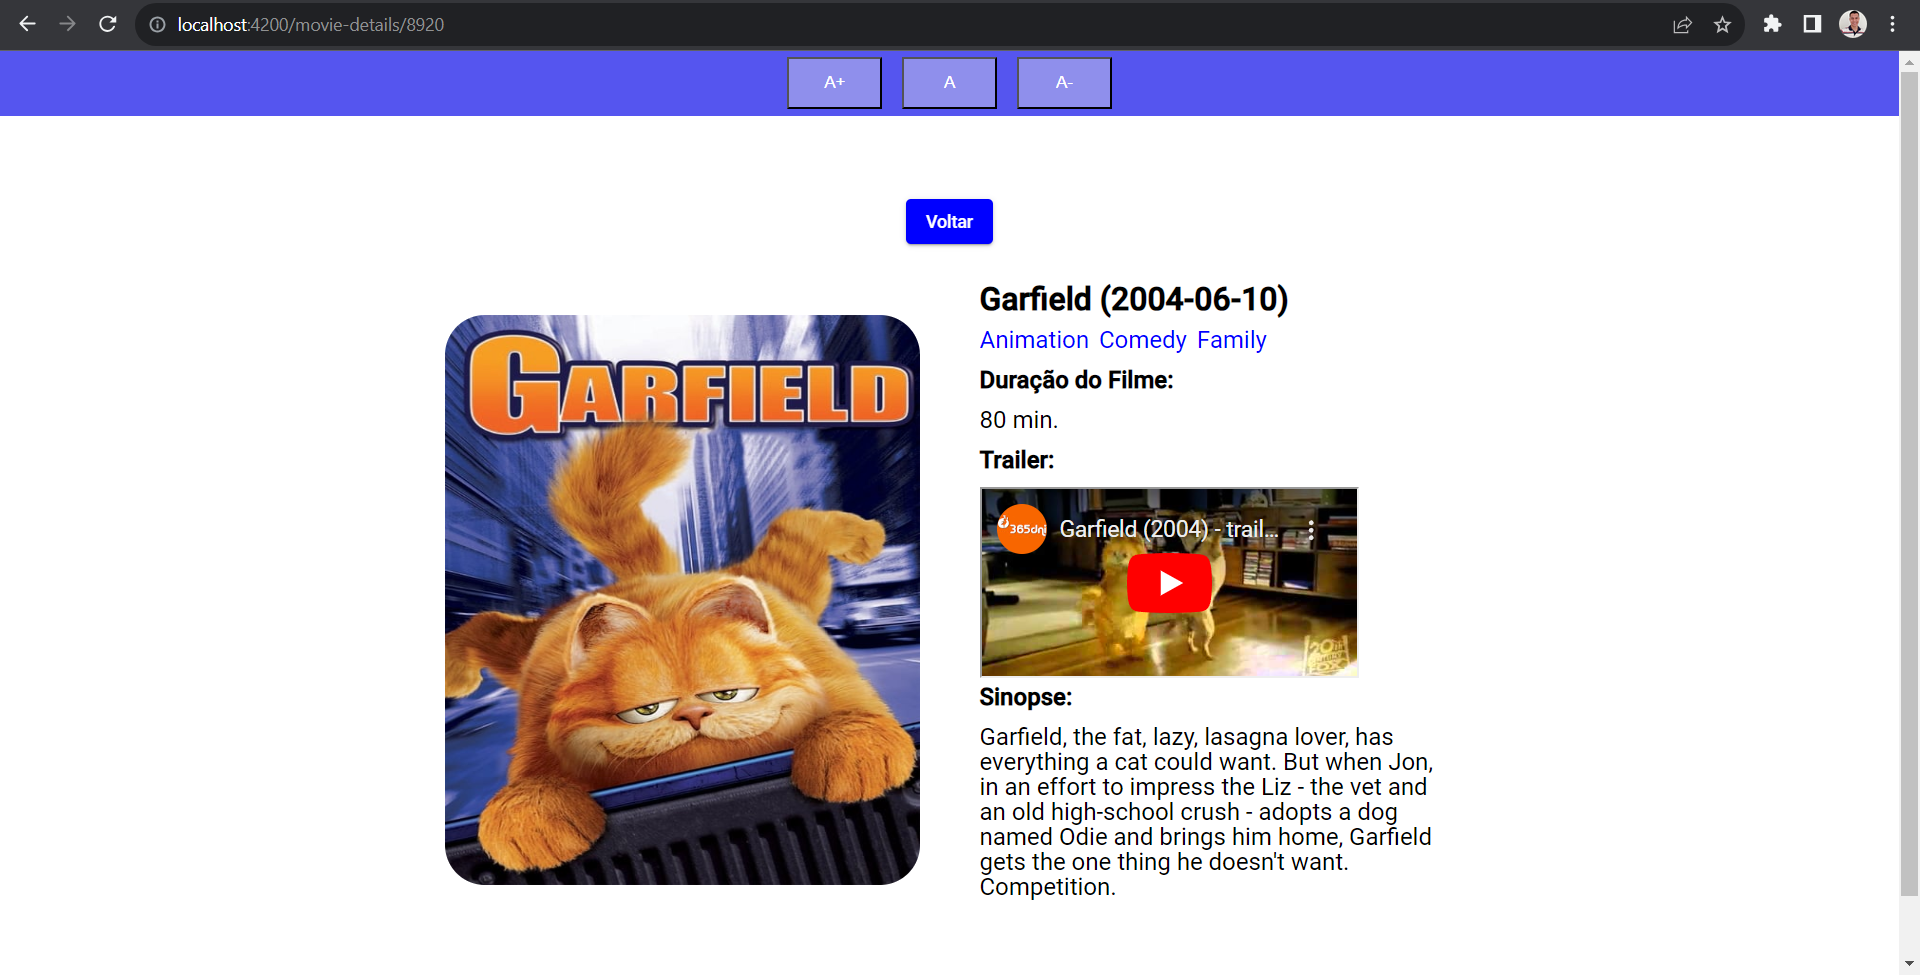 localhost:4200/movie-details/8920
A+ A A-
Voltar
Garfield (2004-06-10)
Animation Comedy Family
Duração do Filme:
80 min.
Trailer:
365dni
Garfield (2004) - trail...
20th
CENTURY
FOX
Sinopse:
Garfield, the fat, lazy, lasagna lover, has
everything a cat could want. But when Jon,
in an effort to impress the Liz - the vet and
an old high-school crush - adopts a dog
named Odie and brings him home, Garfield
gets the one thing he doesn't want.
Competition.
GARFIELD